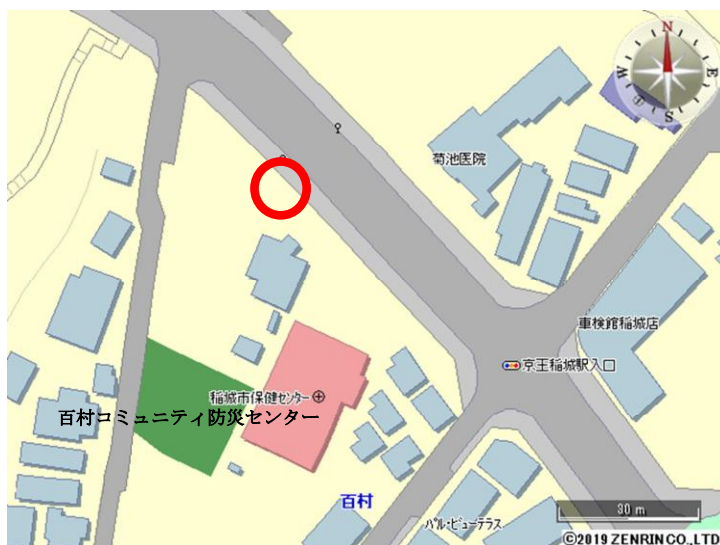 N
E
S
W
菊池医院
車検館稲城店
京王稲城駅入口
稲城市保健センター
百村コミュニティ防災センター
百村
パル・ビューテラス
30 m
©2019 ZENRIN CO., LTD